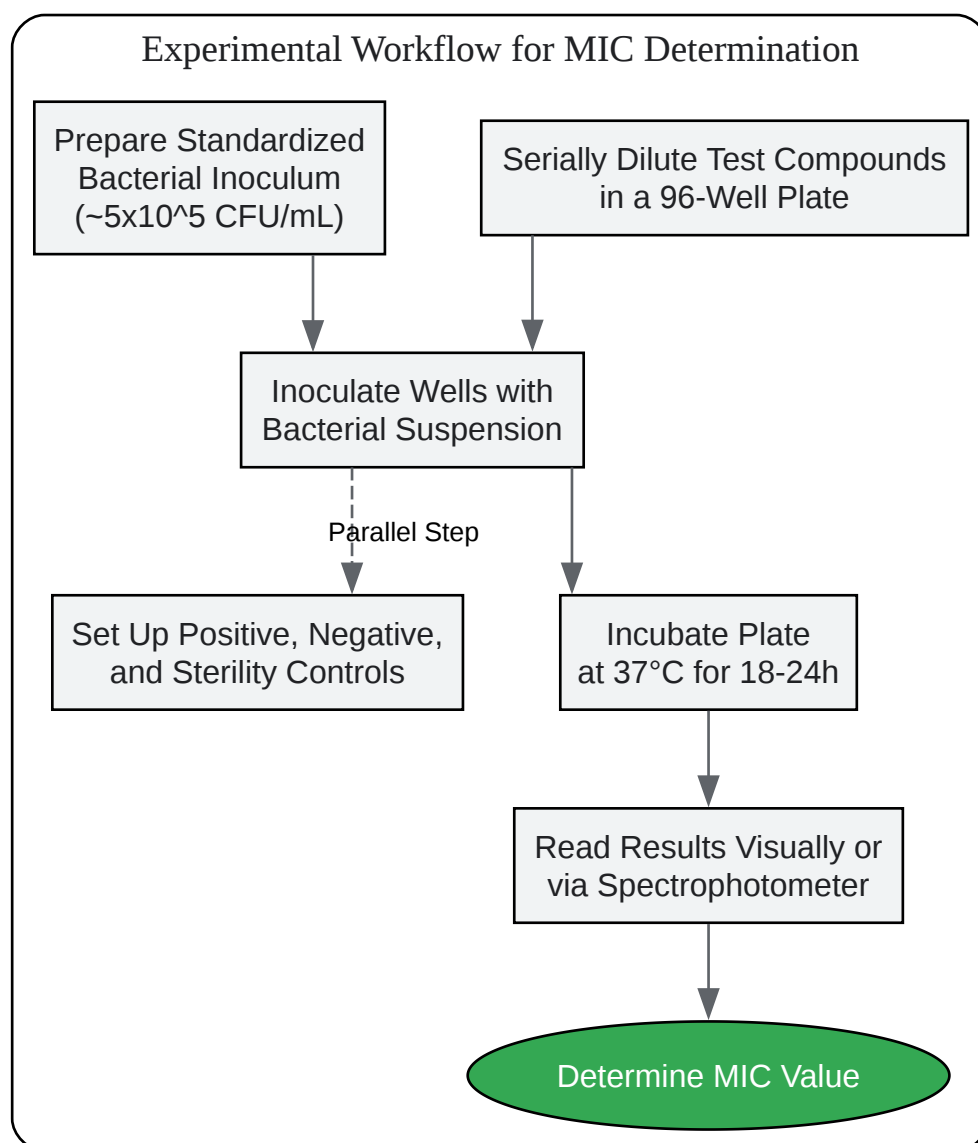 Experimental Workflow for MIC Determination
Prepare Standardized
Bacterial Inoculum
(~5x10^5 CFU/mL)
Serially Dilute Test Compounds
in a 96-Well Plate
Inoculate Wells with
Bacterial Suspension
Parallel Step
Set Up Positive, Negative,
and Sterility Controls
Incubate Plate
at 37°C for 18-24h
Read Results Visually or
via Spectrophotometer
Determine MIC Value